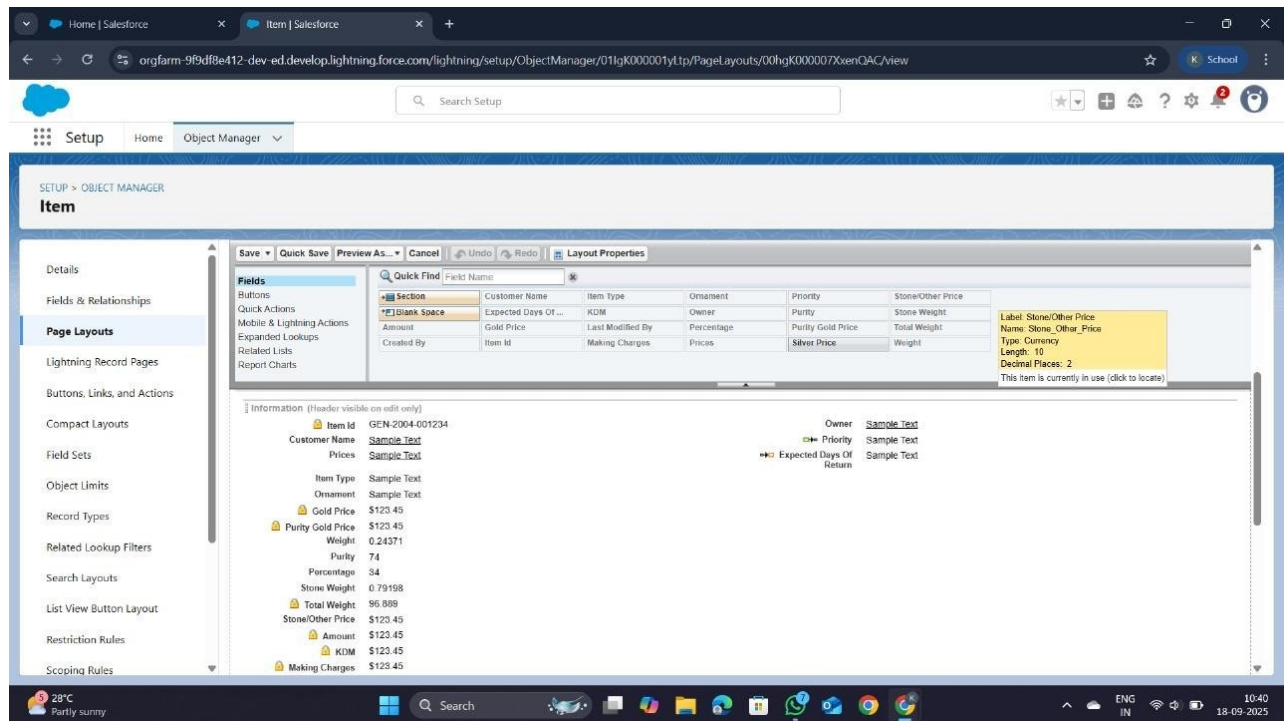 Home | Salesforce
Item | Salesforce
orgfarm-9f9df8e412-dev-ed.develop.lightning.force.com/lightning/setup/ObjectManager/01IgK000001yLtp/PageLayouts/00hgK000007XxenQAC/view
K School
Search Setup
2
Setup Home Object Manager
SETUP > OBJECT MANAGER
Item
Details
Fields & Relationships
Page Layouts
Lightning Record Pages
Buttons, Links, and Actions
Compact Layouts
Field Sets
Object Limits
Record Types
Related Lookup Filters
Search Layouts
List View Button Layout
Restriction Rules
Scoping Rules
Save Quick Save Preview As... Cancel Undo Redo Layout Properties
Fields
Buttons
Quick Actions
Mobile & Lightning Actions
Expanded Lookups
Related Lists
Report Charts
Quick Find Field Name
Section Customer Name Item Type Ornament Priority Stone/Other Price
Blank Space Expected Days Of ... KDM Owner Purity Stone Weight
Amount Gold Price Last Modified By Percentage Purity Gold Price Total Weight
Created By Item Id Making Charges Prices Silver Price Weight
Label: Stone/Other Price
Name: Stone_Other_Price
Type: Currency
Length: 10
Decimal Places: 2
This item is currently in use (click to locate)
Information (Header visible on edit only)
Item Id GEN-2004-001234 Owner Sample Text
Customer Name Sample Text Priority Sample Text
Prices Sample Text Expected Days Of Return Sample Text
Item Type Sample Text
Ornament Sample Text
Gold Price $123.45
Purity Gold Price $123.45
Weight 0.24371
Purity 74
Percentage 34
Stone Weight 0.79198
Total Weight 96.889
Stone/Other Price $123.45
Amount $123.45
KDM $123.45
Making Charges $123.45
5 28°C
Partly sunny
Search
7
ENG
IN
10:40
18-09-2025